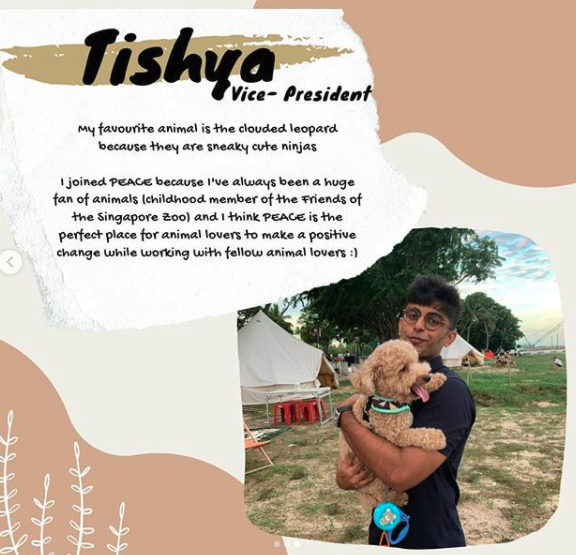 Tishya
Vice- President
My favourite animal is the clouded leopard
because they are sneaky cute ninjas
I joined PEACE because I've always been a huge
fan of animals (childhood member of the Friends of
the Singapore Zoo) and I think PEACE is the
perfect place for animal lovers to make a positive
change while working with fellow animal lovers :)